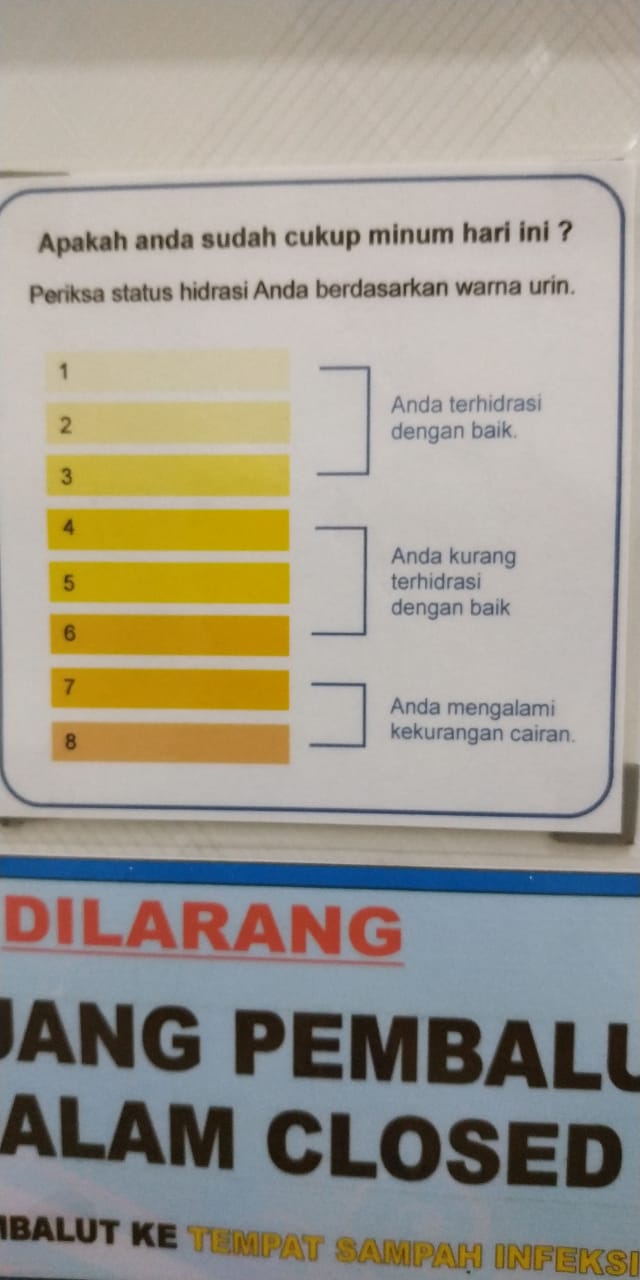 Apakah anda sudah cukup minum hari ini ?
Periksa status hidrasi Anda berdasarkan warna urin.
1
2
3
Anda terhidrasi
dengan baik.
4
5
6
Anda kurang
terhidrasi
dengan baik
7
8
Anda mengalami
kekurangan cairan.
DILARANG
UANG PEMBALU
ALAM CLOSED
MBALUT KE TEMPAT SAMPAH INFEKSI